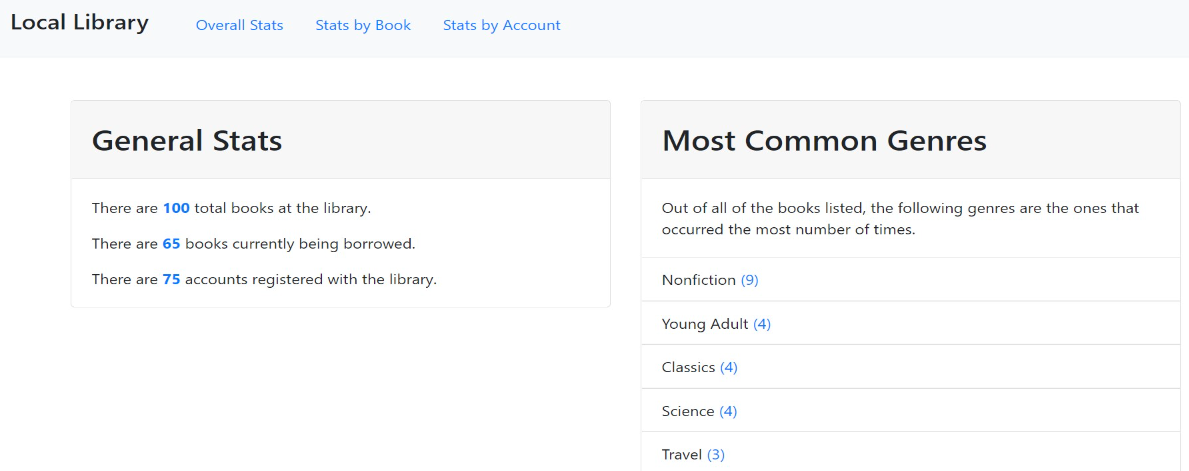 Local Library Overall Stats Stats by Book Stats by Account
General Stats
There are 100 total books at the library.
There are 65 books currently being borrowed.
There are 75 accounts registered with the library.
Most Common Genres
Out of all of the books listed, the following genres are the ones that
occurred the most number of times.
Nonfiction (9)
Young Adult (4)
Classics (4)
Science (4)
Travel (3)